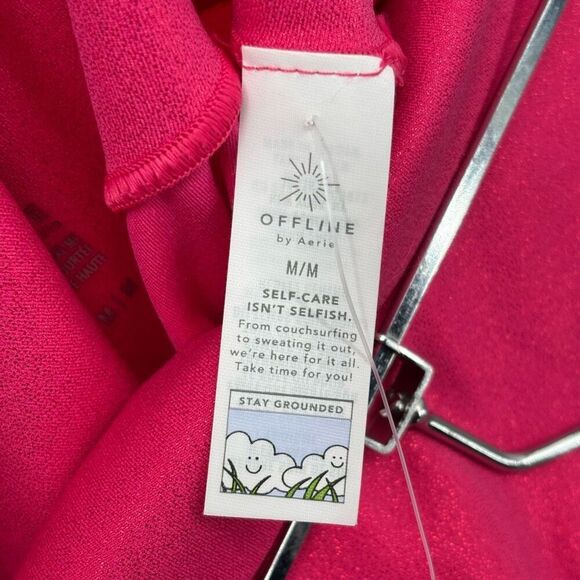 OFFLINE
by Aerie
M/M
SELF-CARE
ISN'T SELFISH.
From couchsurfing
to sweating it out,
we're here for it all.
Take time for you!
STAY GROUNDED